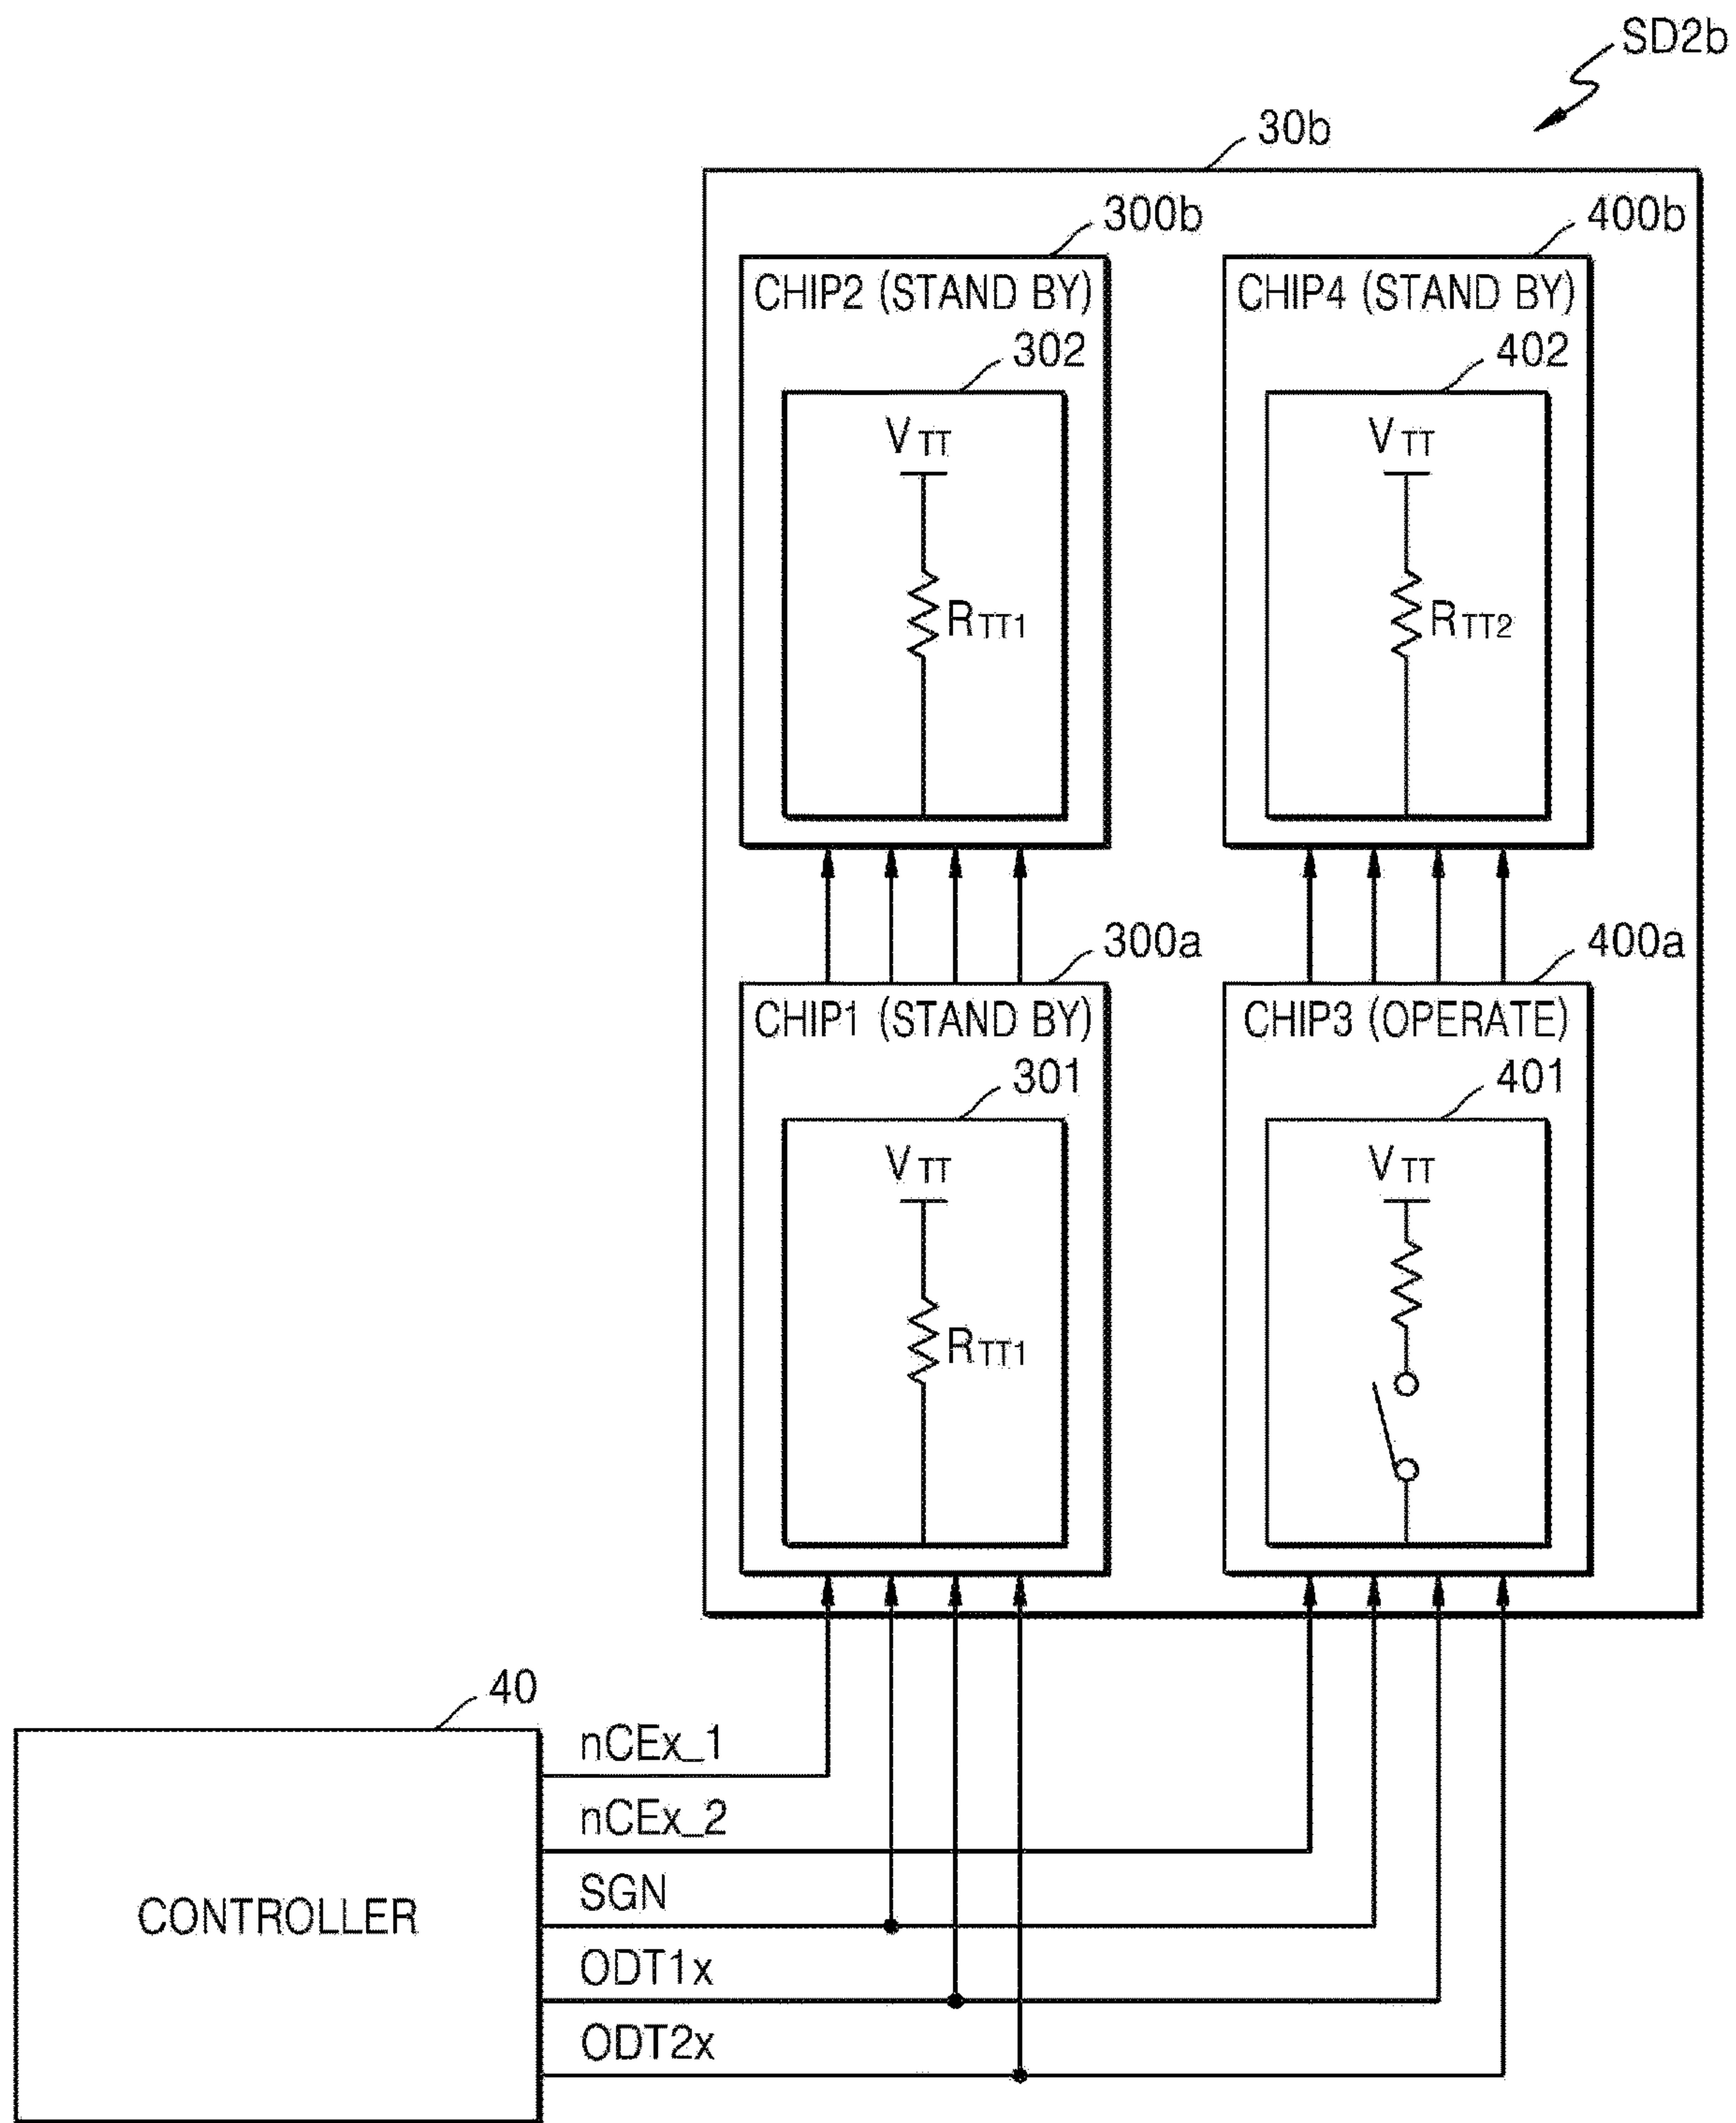 SD2b
30b
300b
400b
CHIP2 (STAND BY)
CHIP4 (STAND BY)
302
402
VTT
VTT
RTT1
RTT2
300a
400a
CHIP1 (STAND BY)
CHIP3 (OPERATE)
301
401
VTT
VTT
RTT1
40
nCEx_1
nCEx_2
SGN
CONTROLLER
ODT1x
ODT2x